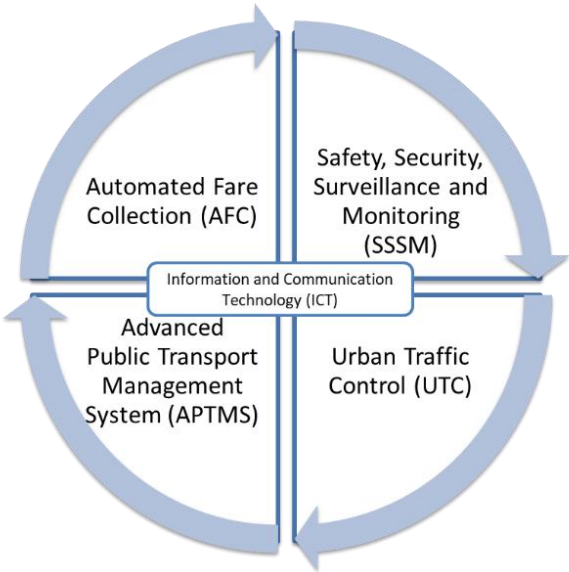 Automated Fare
Collection (AFC)
Safety, Security,
Surveillance and
Monitoring
(SSSM)
Information and Communication
Technology (ICT)
Advanced
Public Transport
Management
System (APTMS)
Urban Traffic
Control (UTC)